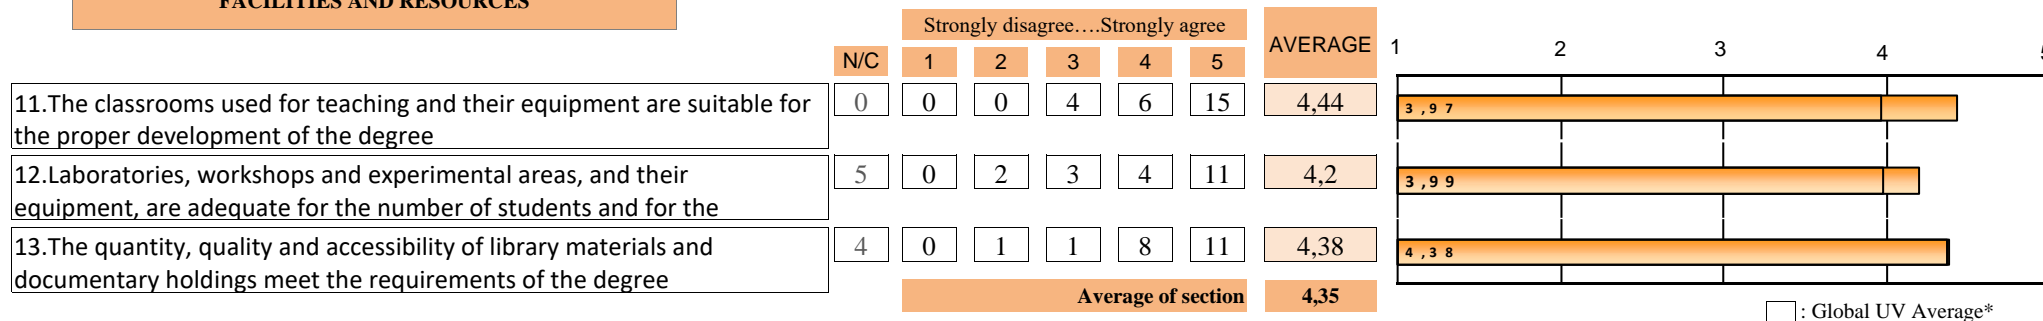 FACILITIES AND RESOURCES
Strongly disagree….Strongly agree
AVERAGE
N/C 1 2 3 4 5
1 2 3 4 5
11.The classrooms used for teaching and their equipment are suitable for
the proper development of the degree
0 0 0 4 6 15 4,44
3,97
12.Laboratories, workshops and experimental areas, and their
equipment, are adequate for the number of students and for the
5 0 2 3 4 11 4,2
3,99
13.The quantity, quality and accessibility of library materials and
documentary holdings meet the requirements of the degree
4 0 1 1 8 11 4,38
4,38
Average of section 4,35
: Global UV Average*